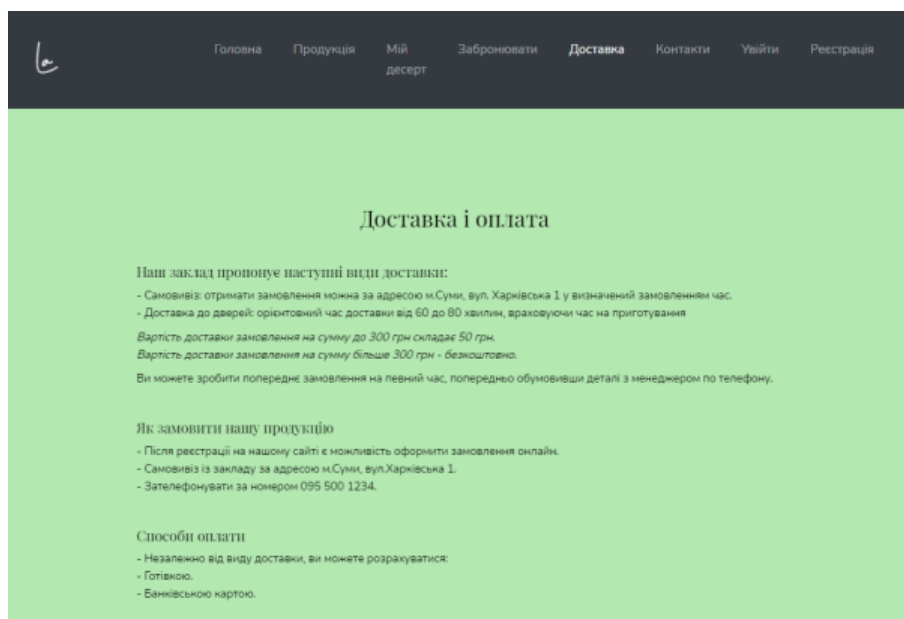 La
Головна Продукція Мій десерт Забронювати Доставка Контакти Увійти Реєстрація
Доставка і оплата
Наш заклад пропонує наступні види доставки:
- Самовивіз: отримати замовлення можна за адресою м.Суми, вул. Харківська 1 у визначений замовленням час.
- Доставка до дверей: орієнтовний час доставки від 60 до 80 хвилин, враховуючи час на приготування
Вартість доставки замовлення на сумму до 300 грн складає 50 грн.
Вартість доставки замовлення на сумму більше 300 грн - безкоштовно.
Ви можете зробити попереднє замовлення на певний час, попередньо обумовивши деталі з менеджером по телефону.
Як замовити нашу продукцію
- Після реєстрації на нашому сайті є можливість оформити замовлення онлайн.
- Самовивіз із закладу за адресою м.Суми, вул.Харківська 1.
- Зателефонувати за номером 095 500 1234.
Способи оплати
- Незалежно від виду доставки, ви можете розрахуватися:
- Готівкою.
- Банківською картою.